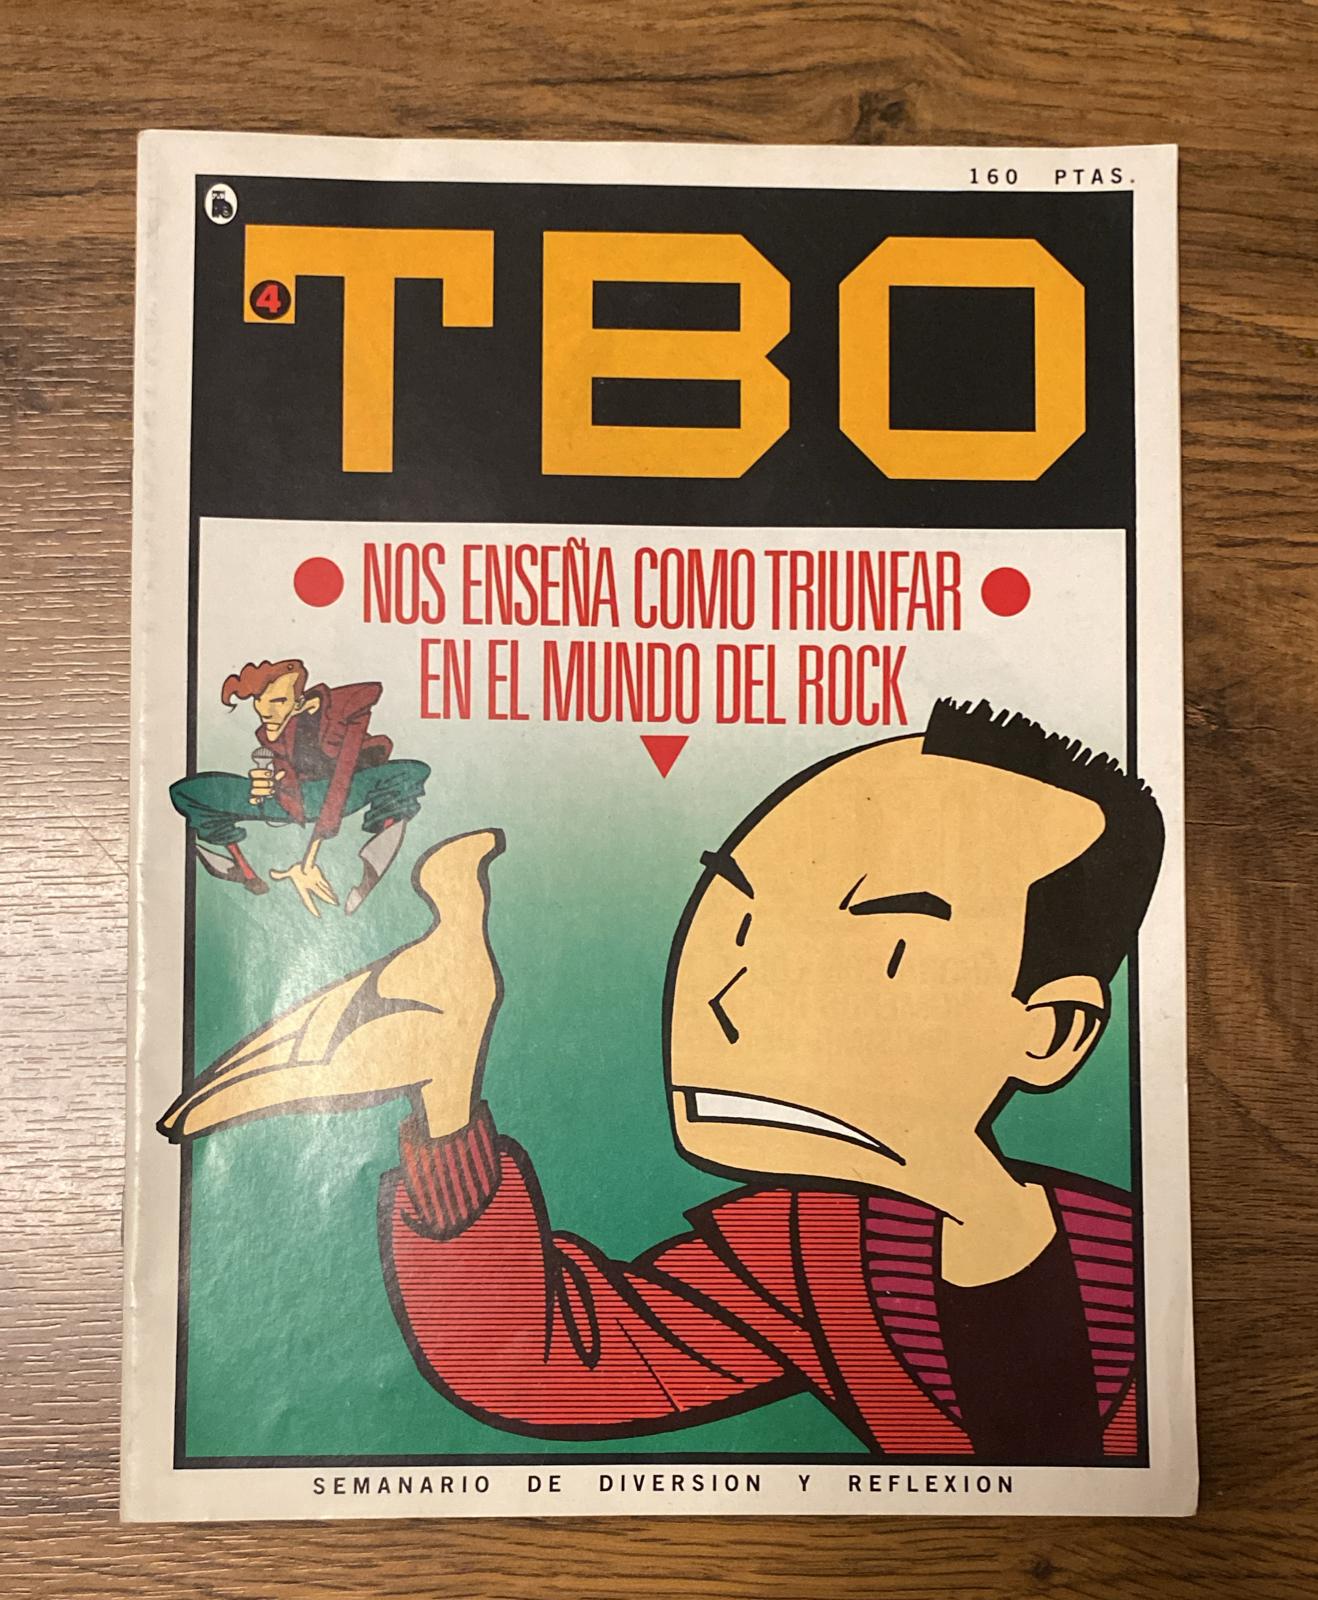 160 PTAS.
TBO
4
NOS ENSEÑA COMO TRIUNFAR
EN EL MUNDO DEL ROCK
SEMANARIO DE DIVERSION Y REFLEXION